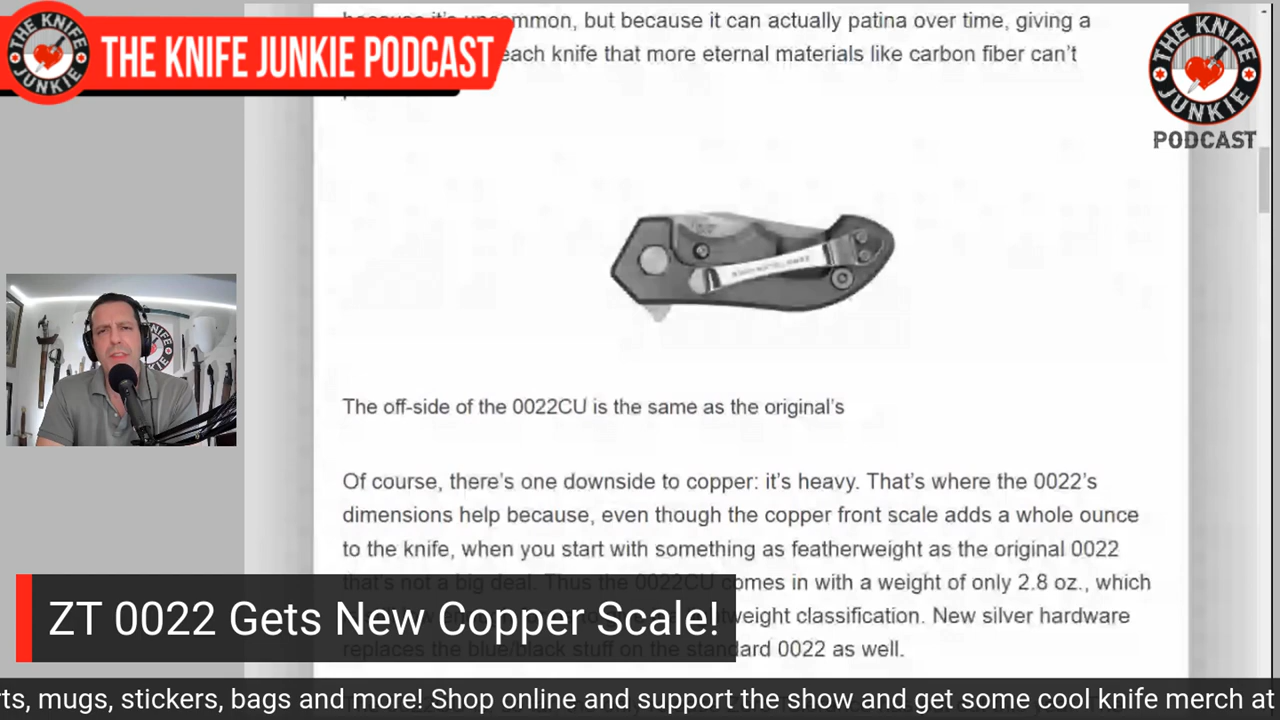 because it's uncommon, but because it can actually patina over time, giving a
THE KNIFE JUNKIE PODCAST
THE KNIFE
JUNKIE
each knife that more eternal materials like carbon fiber can't
THE KNIFE
JUNKIE
PODCAST
The off-side of the 0022CU is the same as the original's
Of course, there's one downside to copper: it's heavy. That's where the 0022's
dimensions help because, even though the copper front scale adds a whole ounce
to the knife, when you start with something as featherweight as the original 0022
that's not a big deal. Thus the 0022CU comes in with a weight of only 2.8 oz., which
weight classification. New silver hardware
replaces the blue/black stuff on the standard 0022 as well.
ZT 0022 Gets New Copper Scale!
rts, mugs, stickers, bags and more! Shop online and support the show and get some cool knife merch at